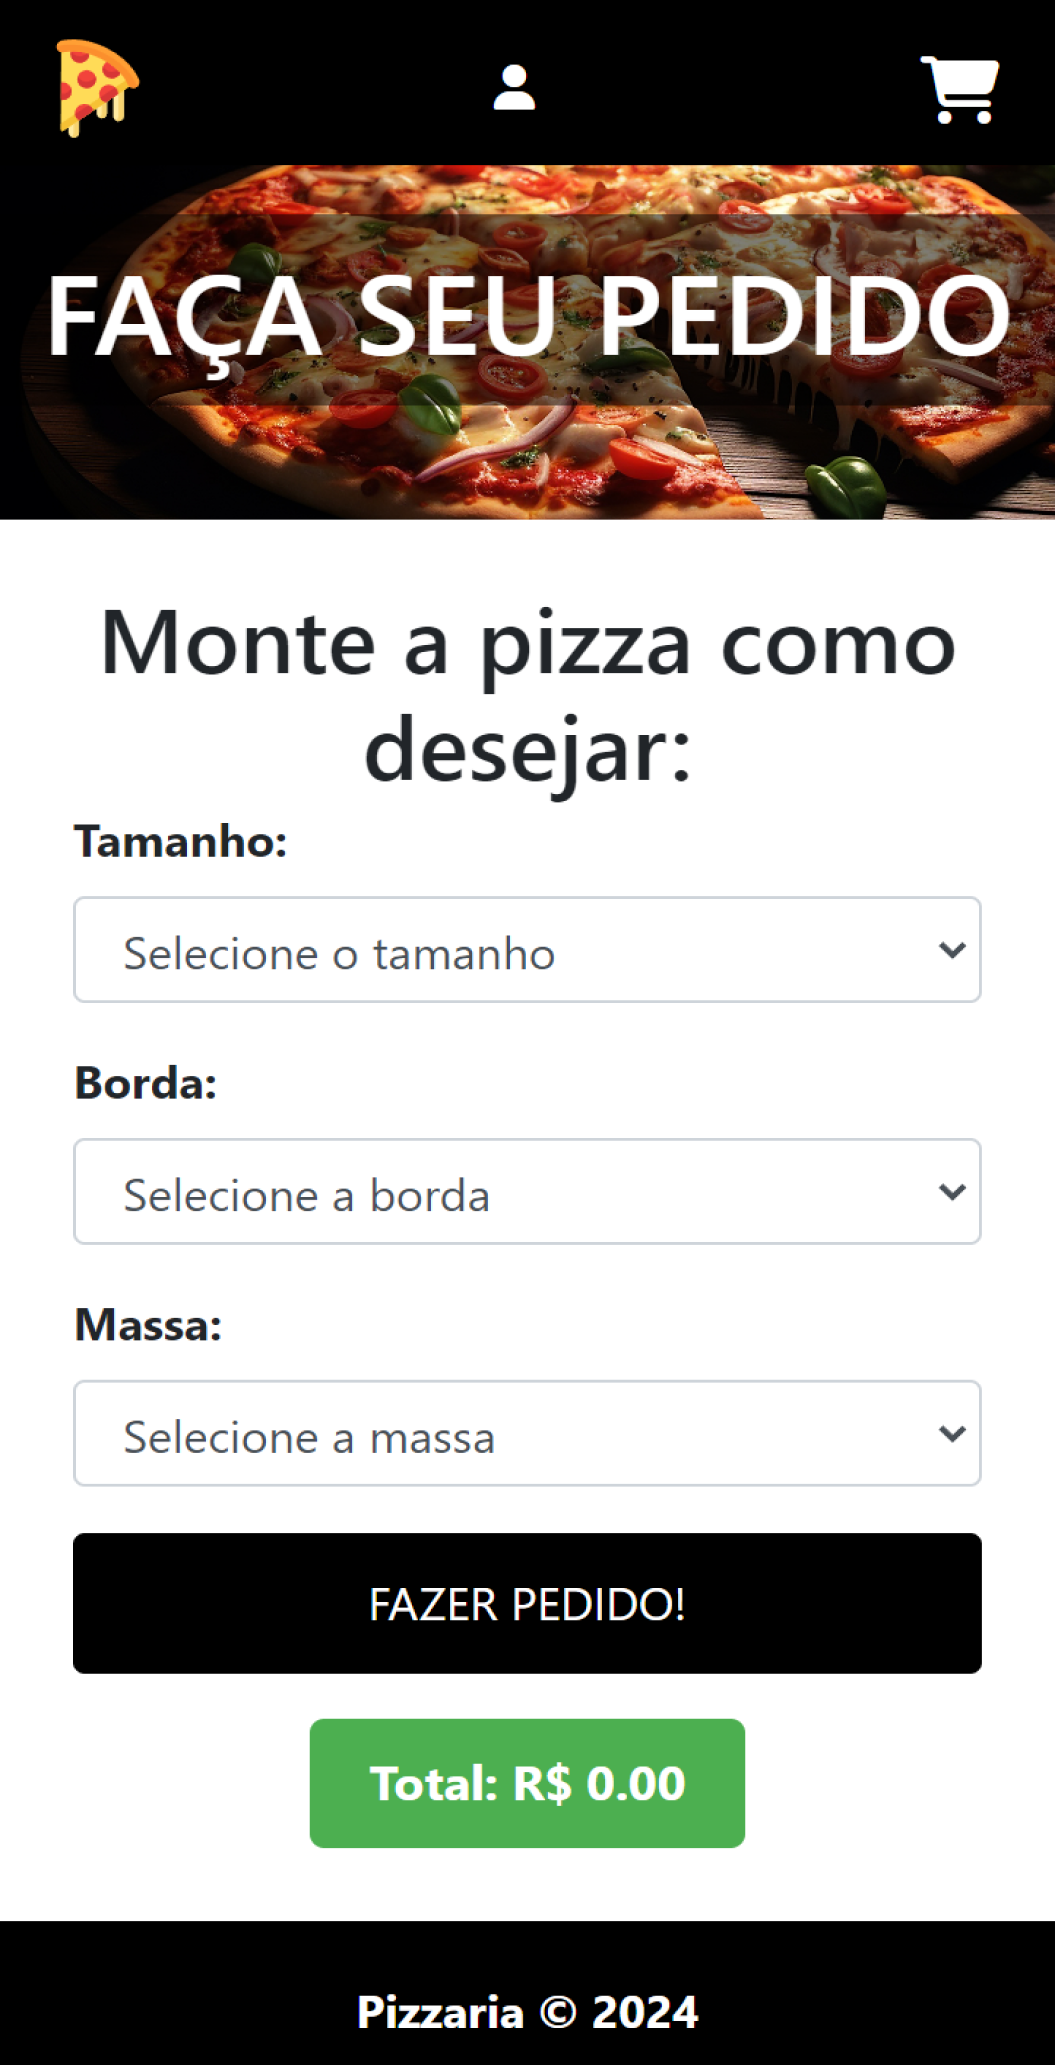 FAÇA SEU PEDIDO
Monte a pizza como
desejar:
Tamanho:
Selecione o tamanho
Borda:
Selecione a borda
Massa:
Selecione a massa
FAZER PEDIDO!
Total: R$ 0.00
Pizzaria © 2024